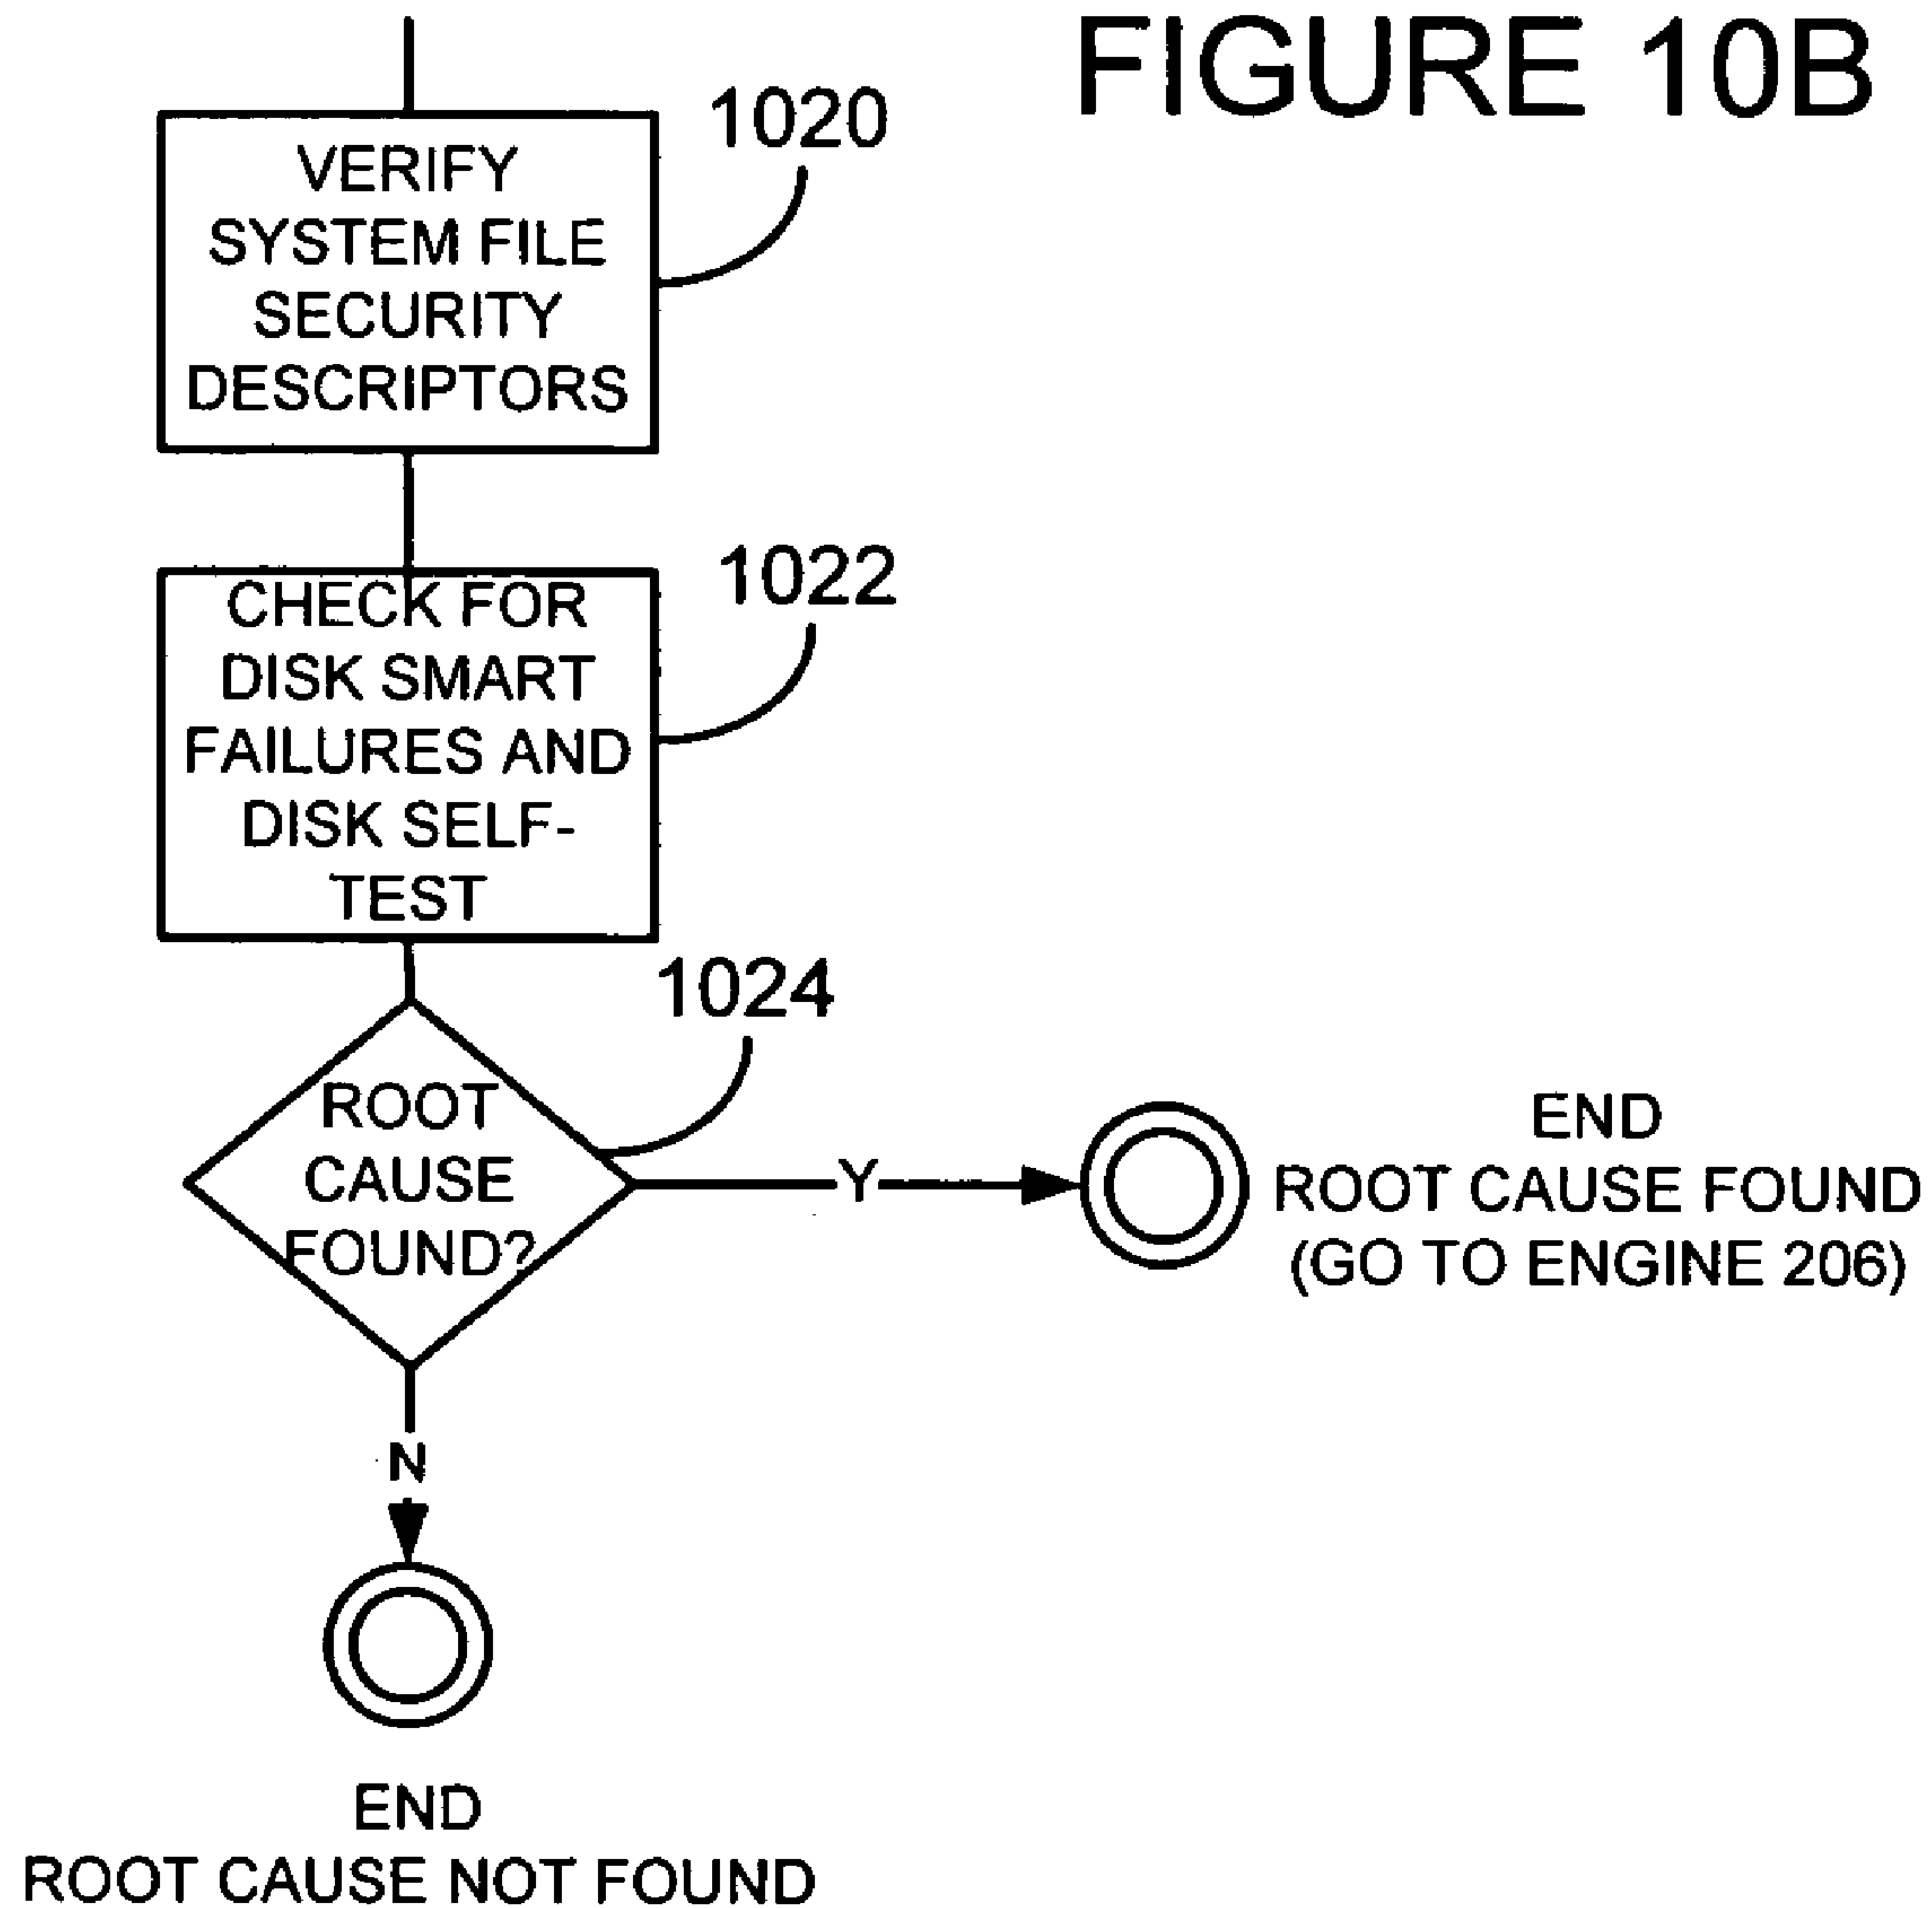 FIGURE 10B
1020
VERIFY
SYSTEM FILE
SECURITY
DESCRIPTORS
1022
CHECK FOR
DISK SMART
FAILURES AND
DISK SELF-
TEST
1024
ROOT
CAUSE
FOUND?
Y
END
ROOT CAUSE FOUND
(GO TO ENGINE 206)
N
END
ROOT CAUSE NOT FOUND